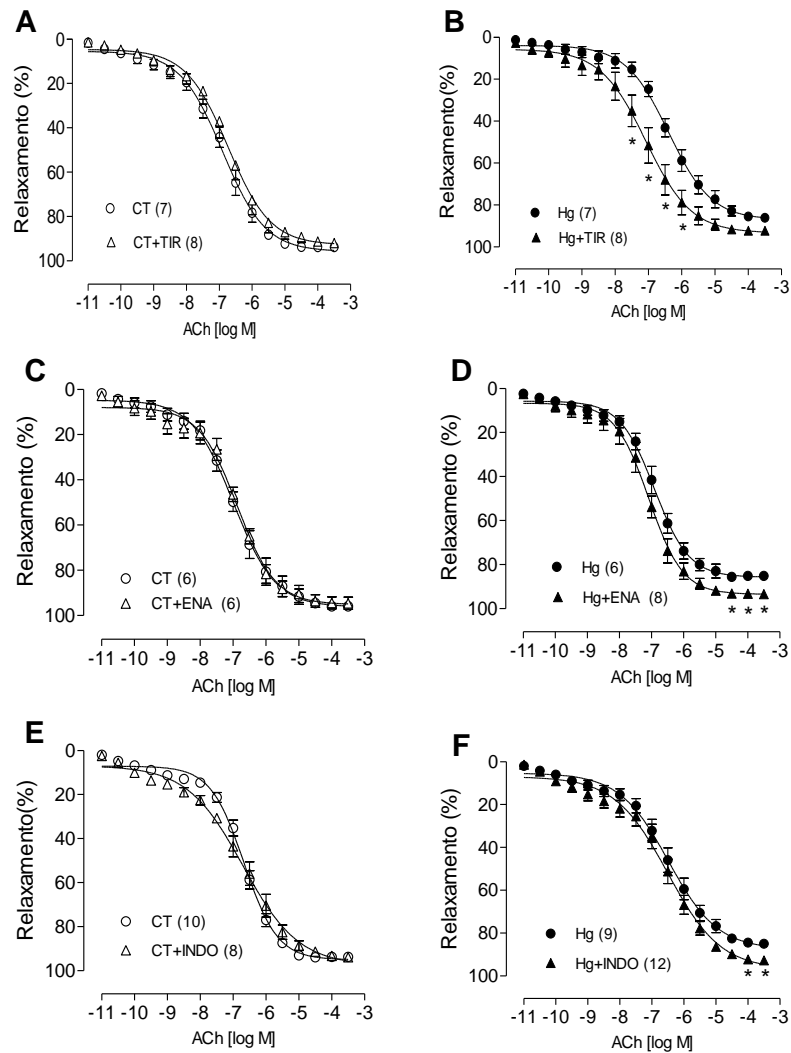 A
0
20
40
60
80
100
Relaxamento (%)
CT (7)
CT+TIR (8)
-11 -10 -9 -8 -7 -6 -5 -4 -3
ACh [log M]
B
0
20
40
60
80
100
Relaxamento(%)
* * * *
Hg (7)
Hg+TIR (8)
-11 -10 -9 -8 -7 -6 -5 -4 -3
ACh [log M]
C
0
20
40
60
80
100
Relaxamento (%)
CT (6)
CT+ENA (6)
-11 -10 -9 -8 -7 -6 -5 -4 -3
ACh [log M]
D
0
20
40
60
80
100
Relaxamento (%)
Hg (6)
Hg+ENA (8)
* * *
-11 -10 -9 -8 -7 -6 -5 -4 -3
ACh [log M]
E
0
20
40
60
80
100
Relaxamento(%)
CT (10)
CT+INDO (8)
-11 -10 -9 -8 -7 -6 -5 -4 -3
ACh [log M]
F
0
20
40
60
80
100
Relaxamento (%)
Hg (9)
Hg+INDO (12)
* *
-11 -10 -9 -8 -7 -6 -5 -4 -3
ACh [log M]